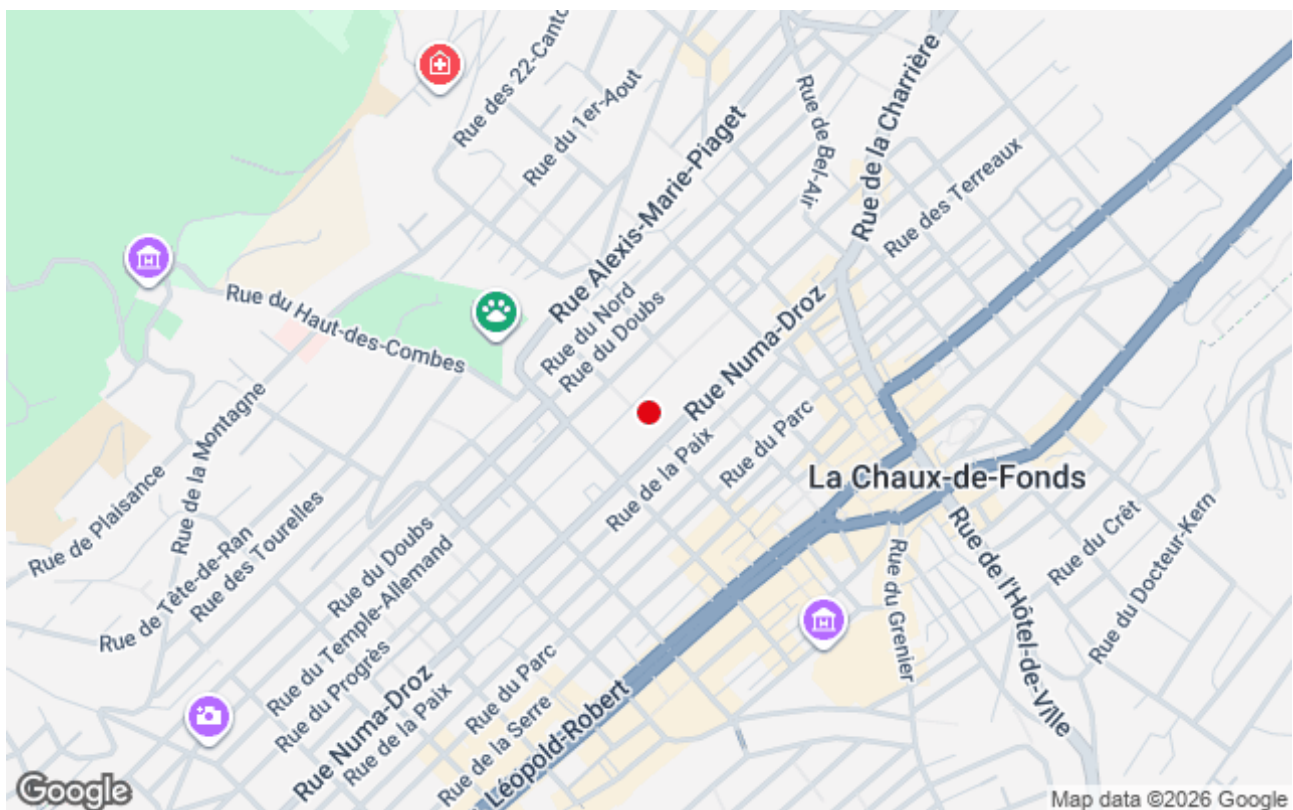 Rue des 22-Canto
Rue du 1er-Aout
Rue Alexis-Marie-Piaget
Rue de Bel-Air
Rue de la Charrière
Rue des Terreaux
Rue du Haut-des-Combes
Rue du Nord
Rue du Doubs
Rue Numa-Droz
Rue de la Montagne
Rue de la Paix
Rue du Parc
La Chaux-de-Fonds
Rue de Plaisance
Rue de Tête-de-Ran
Rue des Tourelles
Rue du Doubs
Rue du Temple-Allemand
Rue du Progrès
Rue du Crêt
Rue du Docteur-Kern
Rue de l'Hôtel-de-Ville
Rue du Grenier
Rue Numa-Droz
Rue de la Paix
Rue du Parc
Rue de la Serre
Léopold-Robert
Google
Map data ©2026 Google